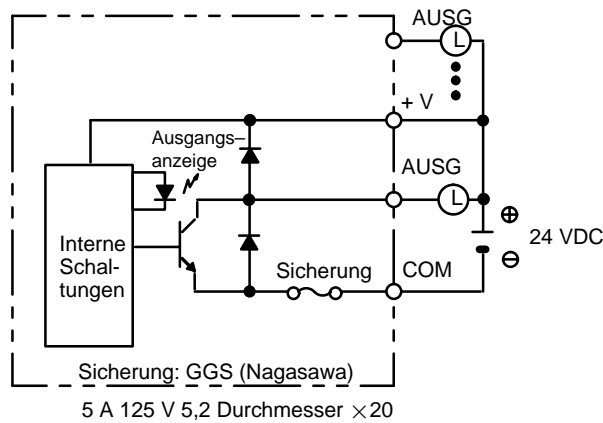 AUSG
L
+ V
Ausgangs–
anzeige
AUSG
L
Interne
Schal-
tungen
24 VDC
Sicherung
COM
Sicherung: GGS (Nagasawa)
5 A 125 V 5,2 Durchmesser ×20